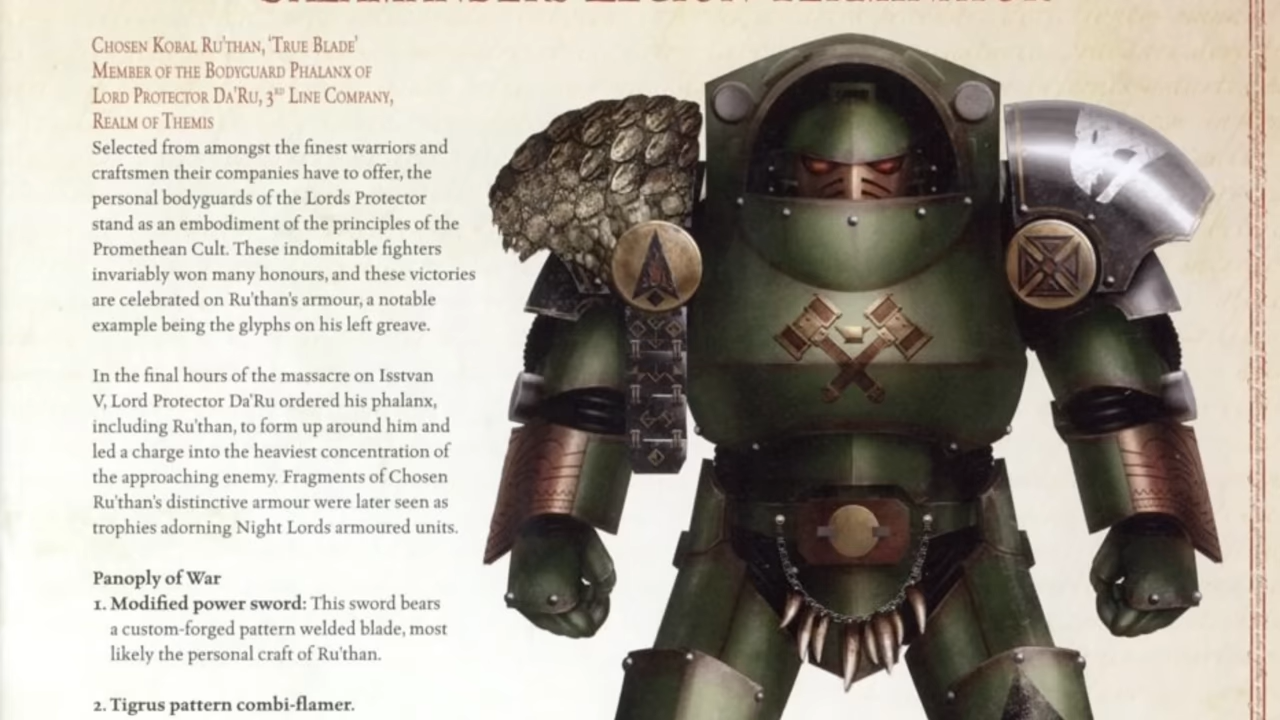 SALAMANDERS LEGION TERMINATOR
CHOSEN KOBAL RU'THAN, 'TRUE BLADE'
MEMBER OF THE BODYGUARD PHALANX OF
LORD PROTECTOR DA'RU, 3RD LINE COMPANY,
REALM OF THEMIS
Selected from amongst the finest warriors and
craftsmen their companies have to offer, the
personal bodyguards of the Lords Protector
stand as an embodiment of the principles of the
Promethean Cult. These indomitable fighters
invariably won many honours, and these victories
are celebrated on Ru'than's armour, a notable
example being the glyphs on his left greave.
In the final hours of the massacre on Isstvan
V, Lord Protector Da'Ru ordered his phalanx,
including Ru'than, to form up around him and
led a charge into the heaviest concentration of
the approaching enemy. Fragments of Chosen
Ru'than's distinctive armour were later seen as
trophies adorning Night Lords armoured units.
Panoply of War
1. Modified power sword: This sword bears
a custom-forged pattern welded blade, most
likely the personal craft of Ru'than.
2. Tigrus pattern combi-flamer.